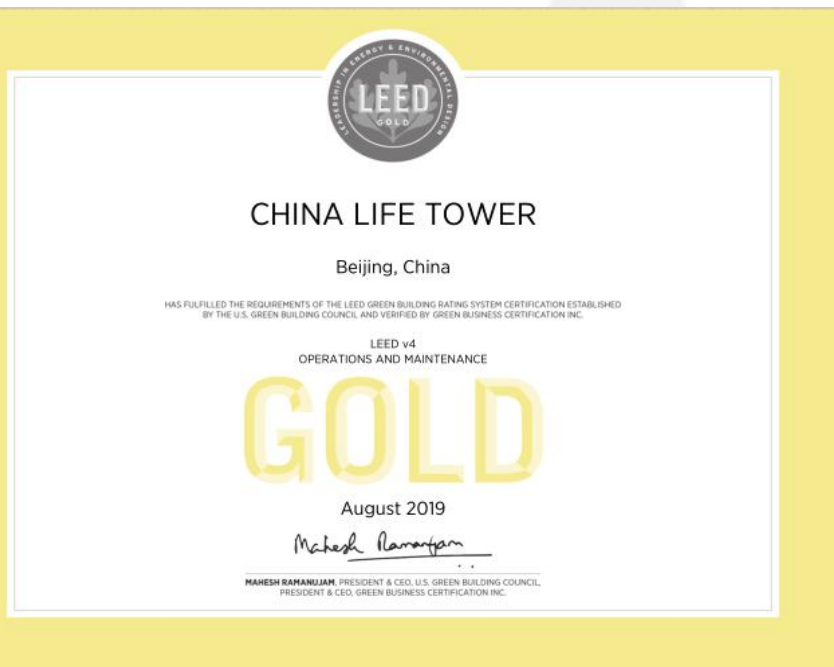 LEADERSHIP IN ENERGY & ENVIRONMENTAL DESIGN
LEED
GOLD
CHINA LIFE TOWER
Beijing, China
HAS FULFILLED THE REQUIREMENTS OF THE LEED GREEN BUILDING RATING SYSTEM CERTIFICATION ESTABLISHED
BY THE U.S. GREEN BUILDING COUNCIL AND VERIFIED BY GREEN BUSINESS CERTIFICATION INC.
LEED v4
OPERATIONS AND MAINTENANCE
GOLD
August 2019
Mahesh Ramanujam
MAHESH RAMANUJAM, PRESIDENT & CEO, U.S. GREEN BUILDING COUNCIL,
PRESIDENT & CEO, GREEN BUSINESS CERTIFICATION INC.